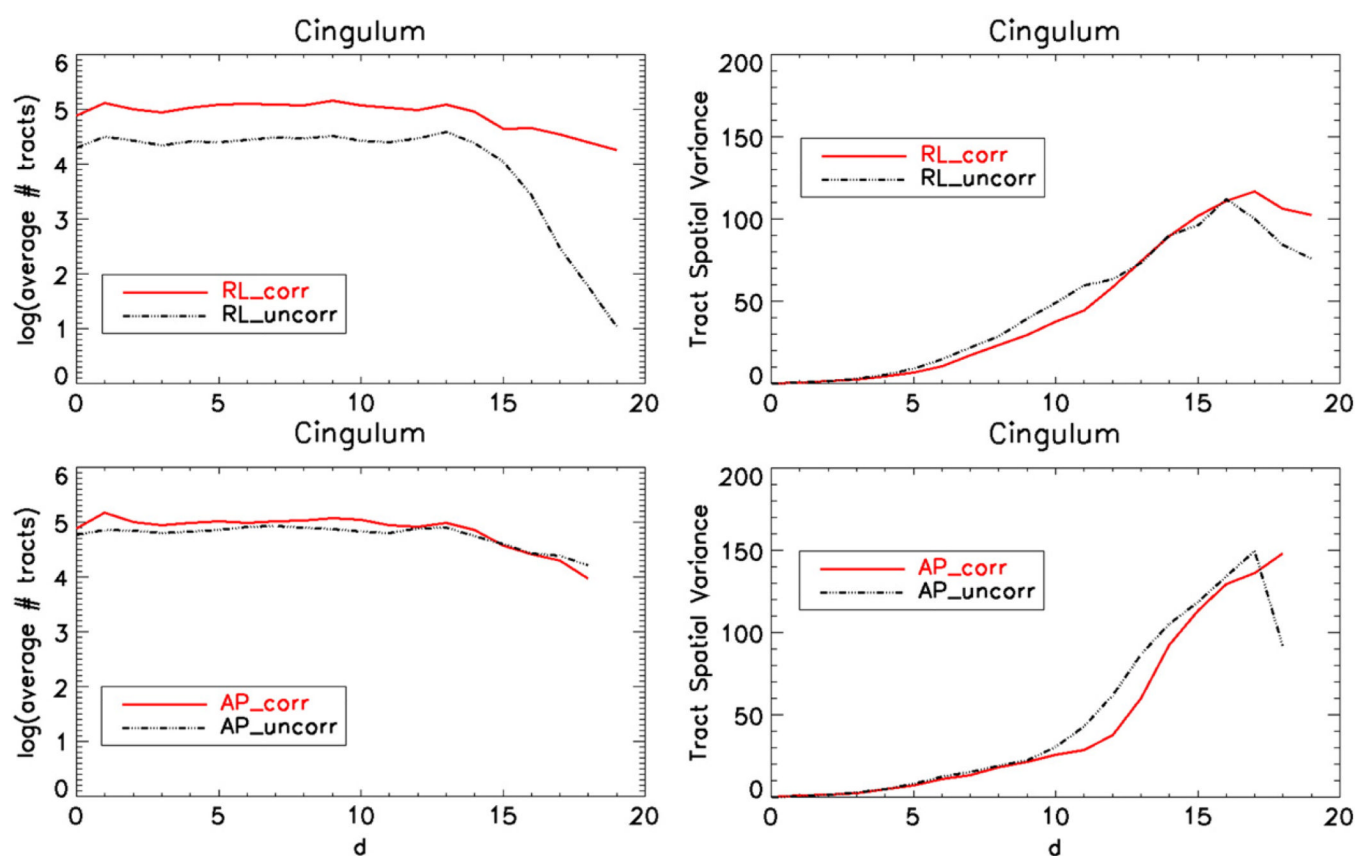 Cingulum
log(average # tracts)
6
5
4
3
2
1
0
RL_corr
RL_uncorr
0 5 10 15 20
Cingulum
Tract Spatial Variance
200
150
100
50
0
RL_corr
RL_uncorr
0 5 10 15 20
Cingulum
log(average # tracts)
6
5
4
3
2
1
0
AP_corr
AP_uncorr
0 5 10 15 20
d
Cingulum
Tract Spatial Variance
200
150
100
50
0
AP_corr
AP_uncorr
0 5 10 15 20
d